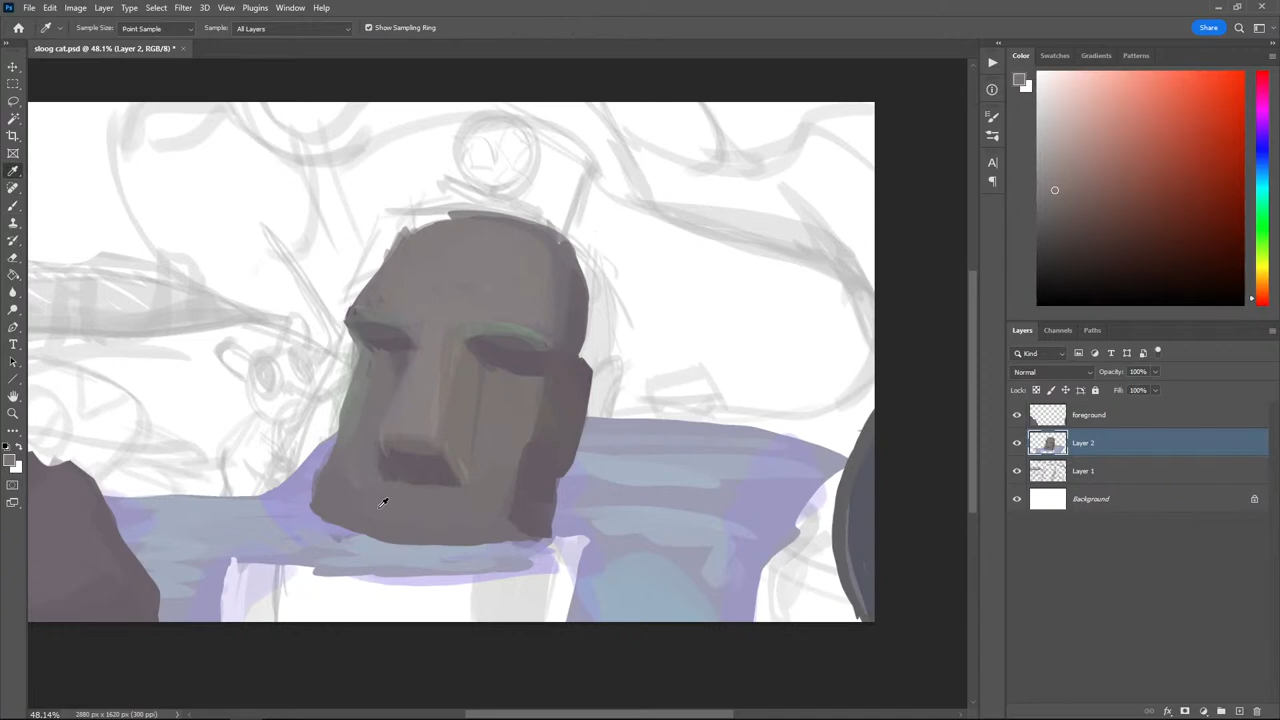 Ps File Edit Image Layer Type Select Filter 3D View Plugins Window Help
Sample Size: Point Sample Sample: All Layers Show Sampling Ring Share
sloog cat.psd @ 48.1% (Layer 2, RGB/8) *
Color Swatches Gradients Patterns
Layers Channels Paths
Kind
Normal Opacity: 100%
Lock: Fill: 100%
foreground
Layer 2
Layer 1
Background
48.14% 2880 px x 1620 px (300 ppi)